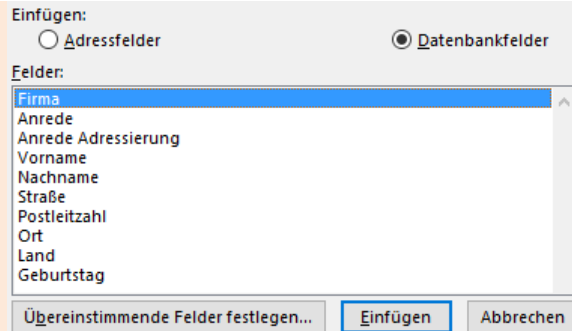 Einfügen:
Adressfelder Datenbankfelder
Felder:
Firma
Anrede
Anrede Adressierung
Vorname
Nachname
Straße
Postleitzahl
Ort
Land
Geburtstag
Übereinstimmende Felder festlegen... Einfügen Abbrechen